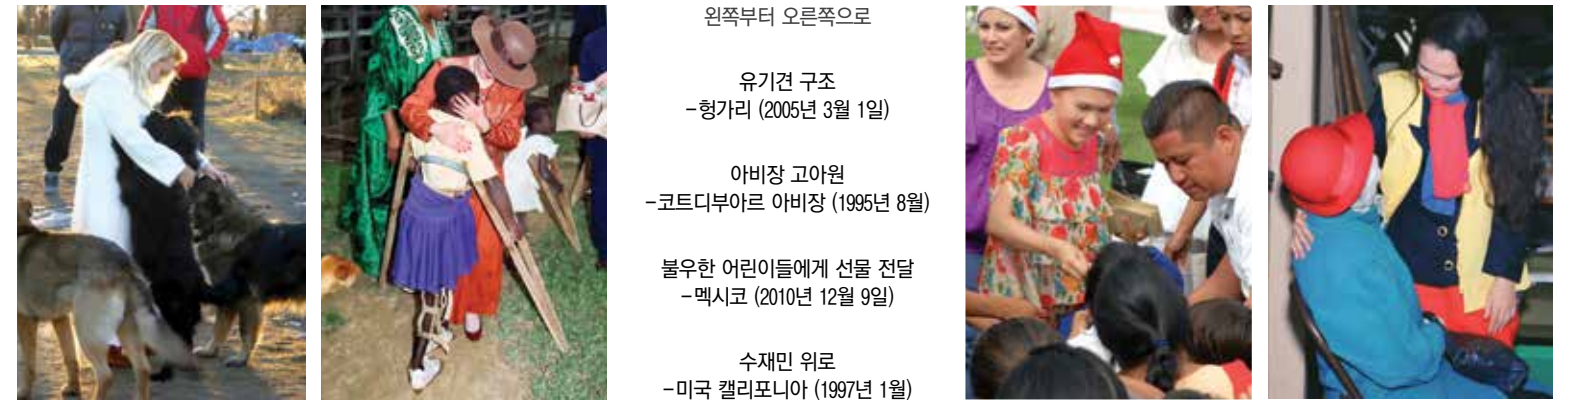 왼쪽부터 오른쪽으로
유기견 구조
-헝가리 (2005년 3월 1일)
아비장 고아원
-코트디부아르 아비장 (1995년 8월)
불우한 어린이들에게 선물 전달
-멕시코 (2010년 12월 9일)
수재민 위로
-미국 캘리포니아 (1997년 1월)